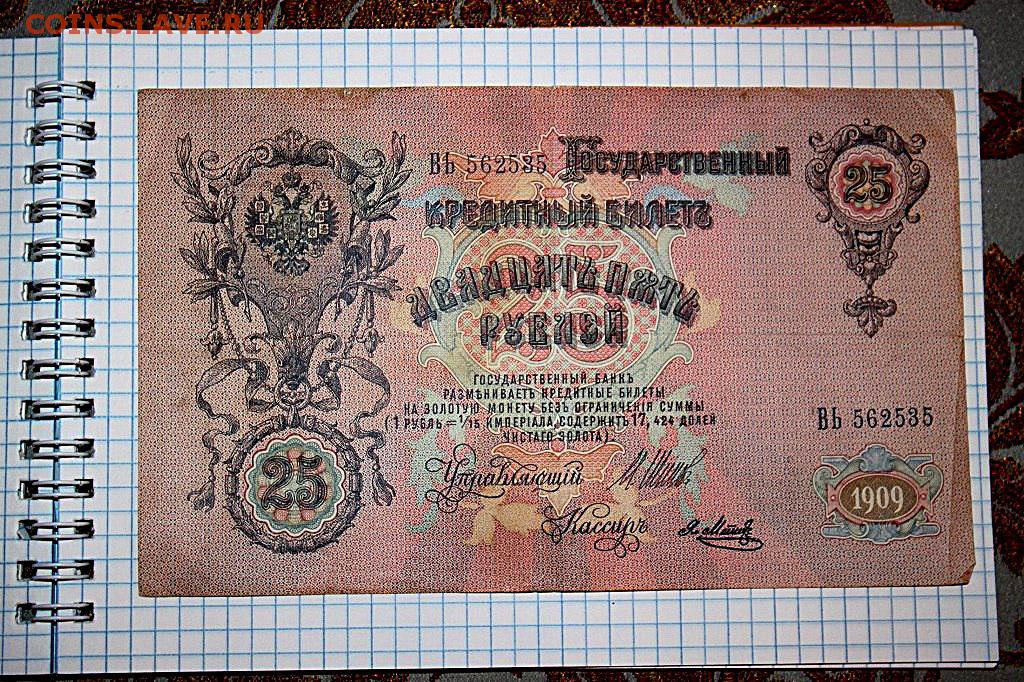 COINS.LAVE.RU
ВЬ 562535 Государственный
25
Кредитный Билетъ
25
Двадцать пять
рублей
ГОСУДАРСТВЕННЫЙ БАНКЪ
РАЗМѢНИВАЕТЪ КРЕДИТНЫЕ БИЛЕТЫ
НА ЗОЛОТУЮ МОНЕТУ БЕЗЪ ОГРАНИЧЕНІЯ СУММЫ
(1 РУБЛЬ = 1/15 ИМПЕРІАЛА, СОДЕРЖИТЪ 17,424 ДОЛЕЙ
ЧИСТАГО ЗОЛОТА).
ВЬ 562535
Управляющій
25
1909
Кассиръ